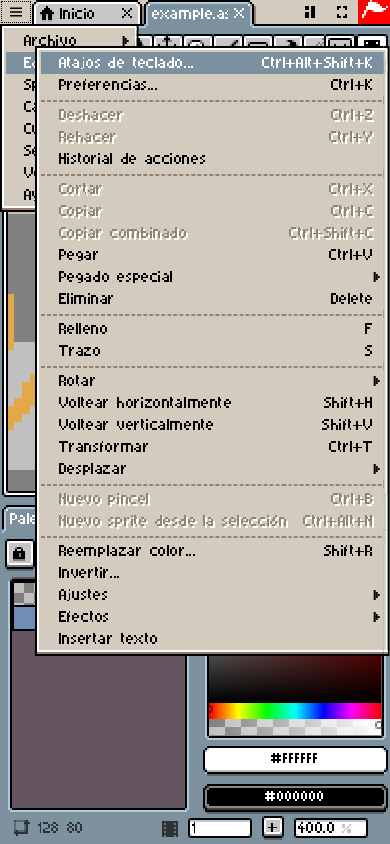 Inicio
example.as
Archivo
Atajos de teclado... Ctrl+Alt+Shift+K
Preferencias... Ctrl+K
Deshacer Ctrl+Z
Rehacer Ctrl+Y
Historial de acciones
Cortar Ctrl+X
Copiar Ctrl+C
Copiar combinado Ctrl+Shift+C
Pegar Ctrl+V
Pegado especial
Eliminar Delete
Relleno F
Trazo S
Rotar
Voltear horizontalmente Shift+H
Voltear verticalmente Shift+V
Transformar Ctrl+T
Desplazar
Nuevo pincel Ctrl+B
Nuevo sprite desde la selección Ctrl+Alt+N
Reemplazar color... Shift+R
Invertir...
Ajustes
Efectos
Insertar texto
#FFFFFF
#000000
128 80 1 + 400.0 %